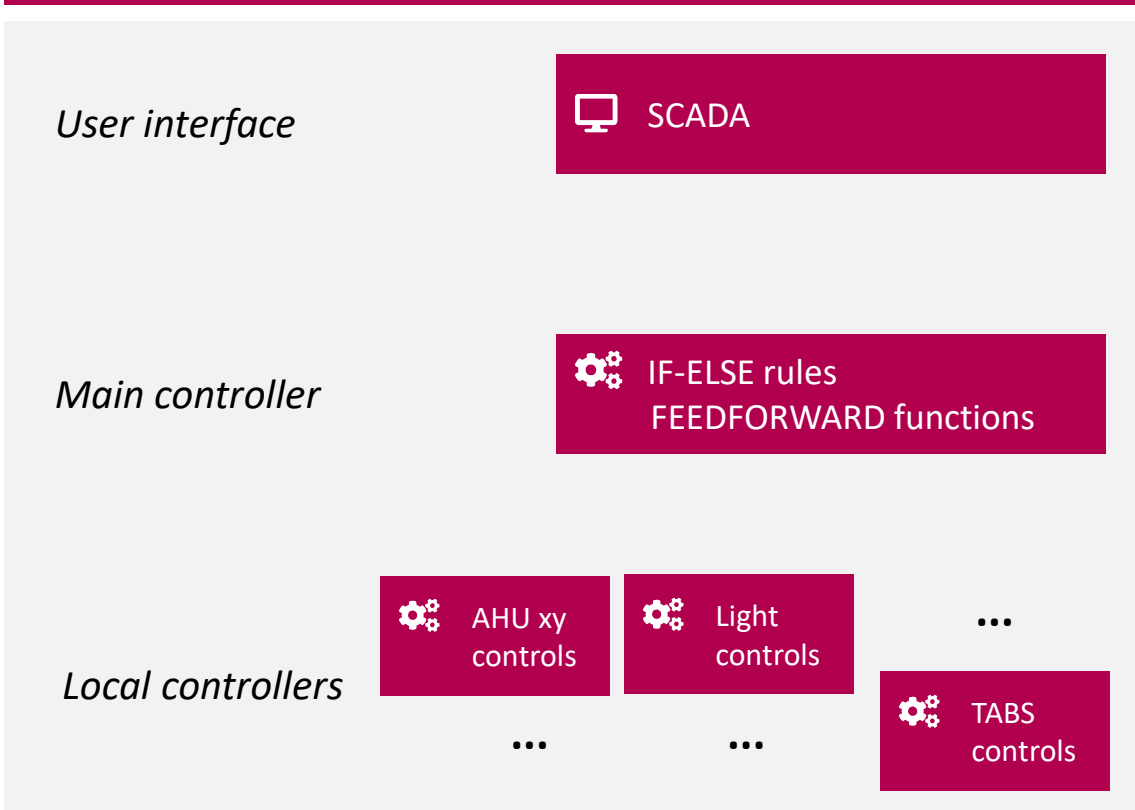 User interface
SCADA
Main controller
IF-ELSE rules
FEEDFORWARD functions
Local controllers
AHU xy
controls
...
Light
controls
...
...
TABS
controls